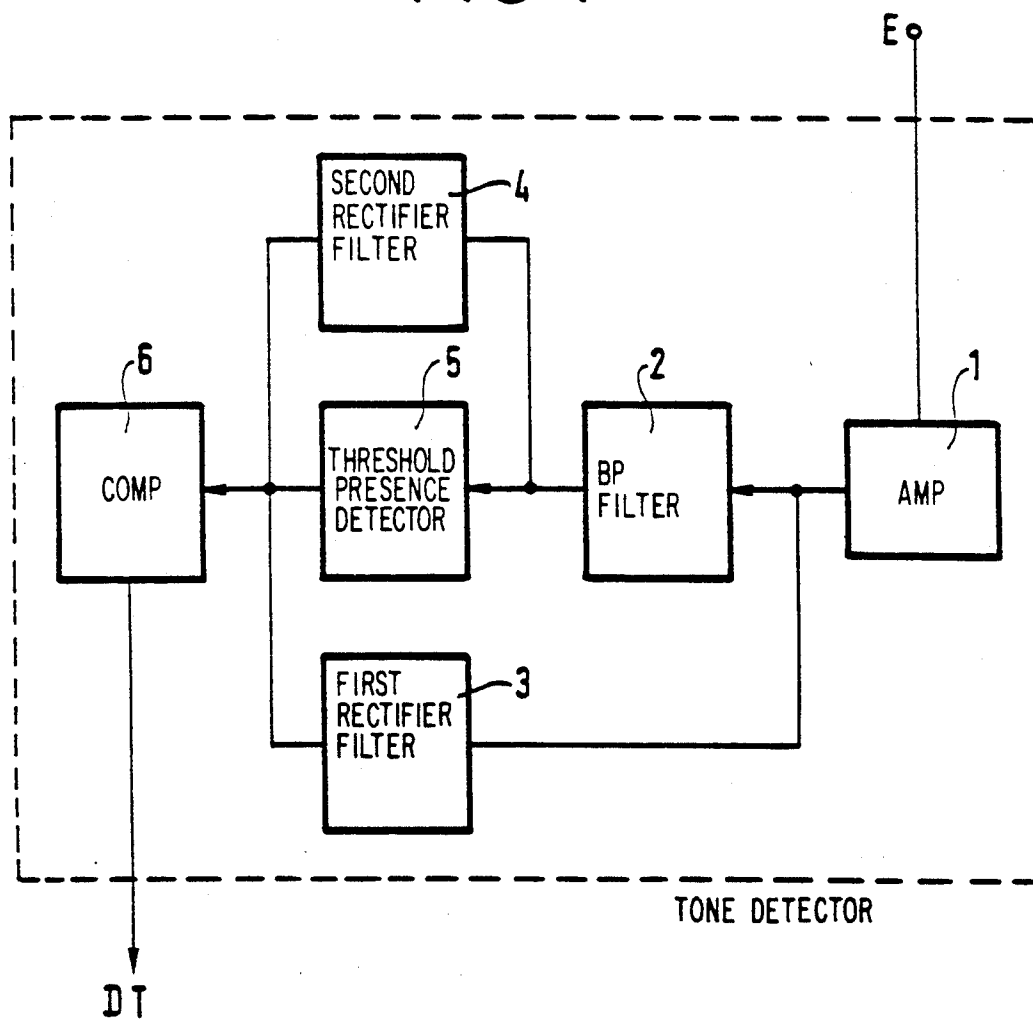 E
SECOND
RECTIFIER
FILTER
4
6
5
2
1
COMP
THRESHOLD
PRESENCE
DETECTOR
BP
FILTER
AMP
FIRST
RECTIFIER
FILTER
3
TONE DETECTOR
DT